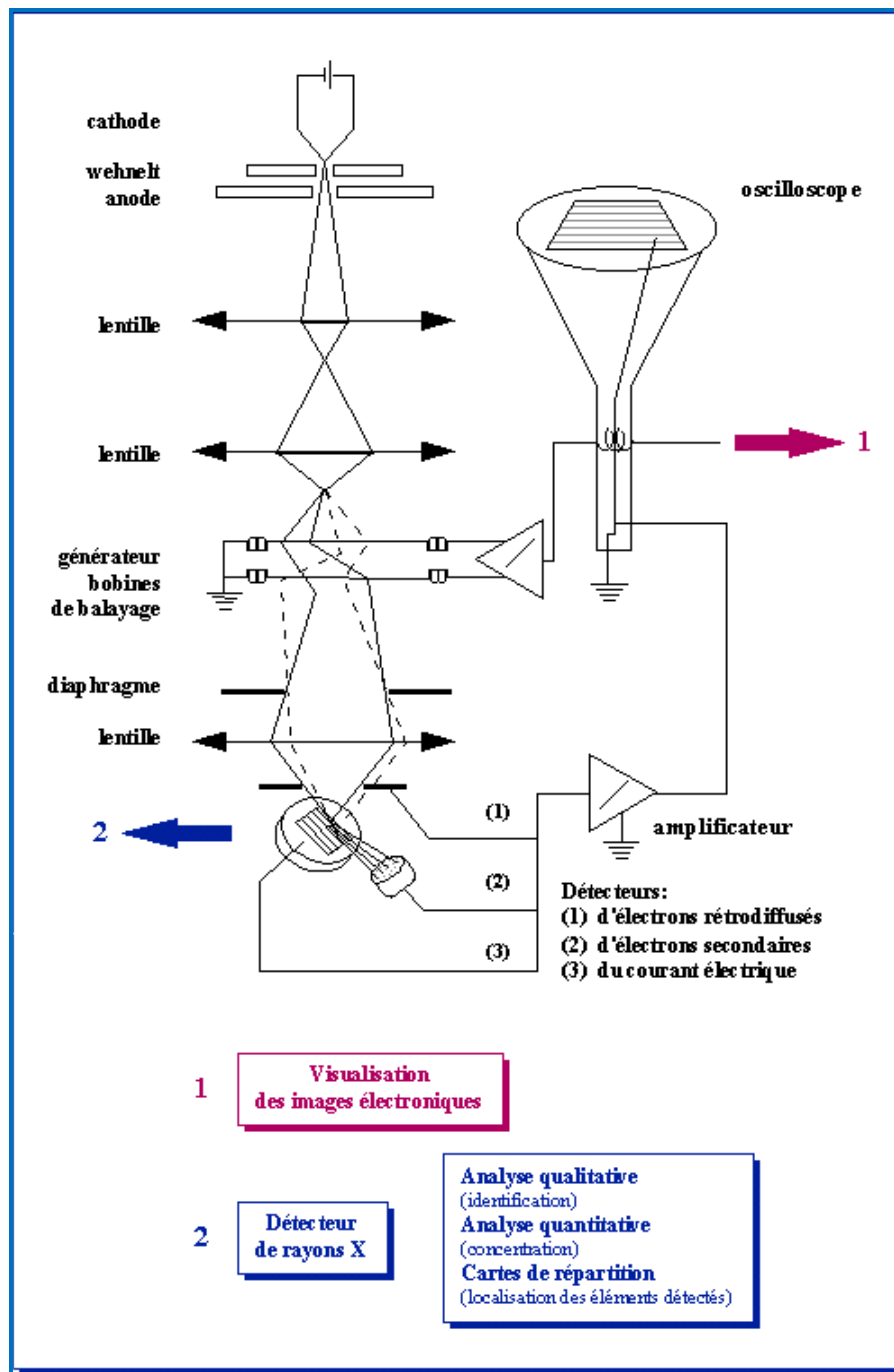 cathode
wehnelt
anode
oscilloscope
lentille
lentille
1
générateur
bobines
de balayage
diaphragme
lentille
2
(1)
amplificateur
(2)
Détecteurs:
(1) d'électrons rétrodiffusés
(2) d'électrons secondaires
(3) du courant électrique
(3)
1
Visualisation
des images électroniques
2
Détecteur
de rayons X
Analyse qualitative
(identification)
Analyse quantitative
(concentration)
Cartes de répartition
(localisation des éléments détectés)